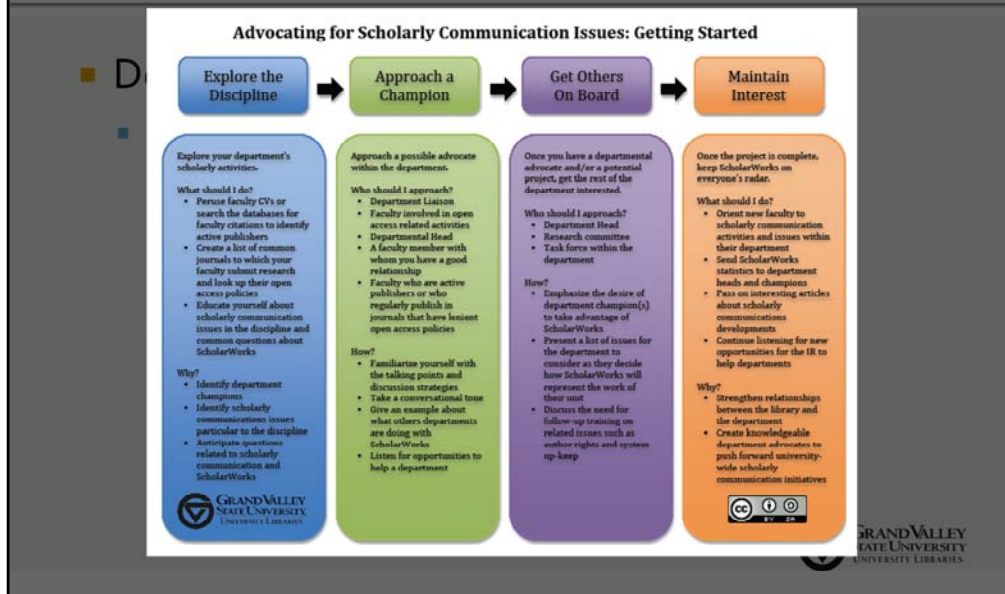 Advocating for Scholarly Communication Issues: Getting Started
Explore the
Discipline
Approach a
Champion
Get Others
On Board
Maintain
Interest
Explore your department's
scholarly activities.
What should I do?
• Peruse faculty CVs or
search the databases for
faculty citations to identify
active publishers
• Create a list of common
journals to which your
faculty submit research
and look up their open
access policies
• Educate yourself about
scholarly communication
issues in the discipline and
common questions about
ScholarWorks
Why?
• Identify department
champions
• Identify scholarly
communications issues
particular to the discipline
• Anticipate questions
related to scholarly
communication and
ScholarWorks
GRAND VALLEY
STATE UNIVERSITY
UNIVERSITY LIBRARIES
Approach a possible advocate
within the department.
Who should I approach?
• Department Liaison
• Faculty involved in open
access related activities
• Departmental Head
• A faculty member with
whom you have a good
relationship
• Faculty who are active
publishers or who
regularly publish in
journals that have lenient
open access policies
How?
• Familiarize yourself with
the talking points and
discussion strategies
• Take a conversational tone
• Give an example about
what others departments
are doing with
ScholarWorks
• Listen for opportunities to
help a department
Once you have a departmental
advocate and/or a potential
project, get the rest of the
department interested.
Who should I approach?
• Department Head
• Research committee
• Task force within the
department
How?
• Emphasize the desire of
department champion(s)
to take advantage of
ScholarWorks
• Present a list of issues for
the department to
consider as they decide
how ScholarWorks will
represent the work of
their unit
• Discuss the need for
follow-up training on
related issues such as
author rights and system
up-keep
Once the project is complete,
keep ScholarWorks on
everyone's radar.
What should I do?
• Orient new faculty to
scholarly communication
activities and issues within
their department
• Send ScholarWorks
statistics to department
heads and champions
• Pass on interesting articles
about scholarly
communications
developments
• Continue listening for new
opportunities for the IR to
help departments
Why?
• Strengthen relationships
between the library and
the department
• Create knowledgeable
department advocates to
push forward university-
wide scholarly
communication initiatives
cc
BY
GRAND VALLEY
STATE UNIVERSITY
UNIVERSITY LIBRARIES